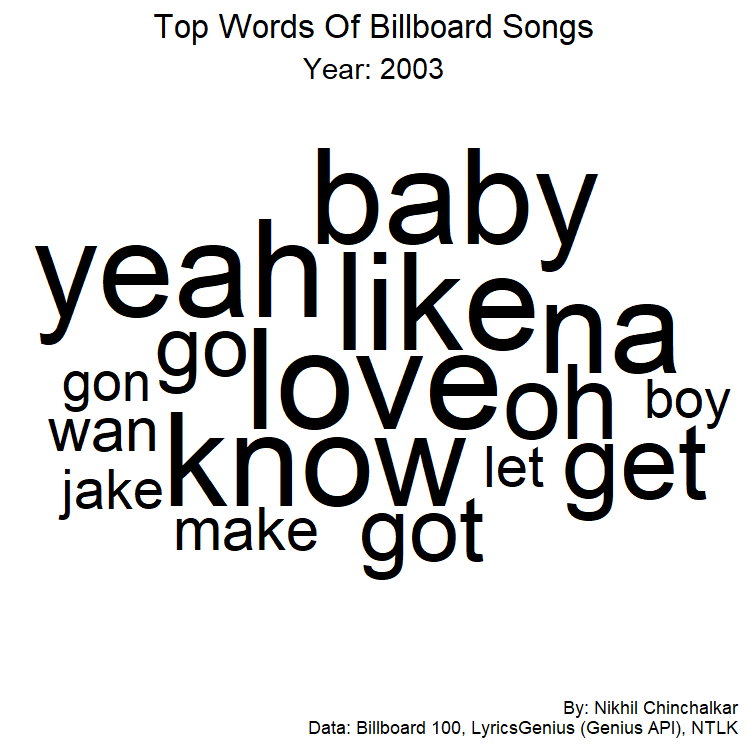 Top Words Of Billboard Songs
Year: 2003
baby
yeah
like
na
go
love
gon
oh
boy
wan
know
let
get
jake
make
got
By: Nikhil Chinchalkar
Data: Billboard 100, LyricsGenius (Genius API), NTLK